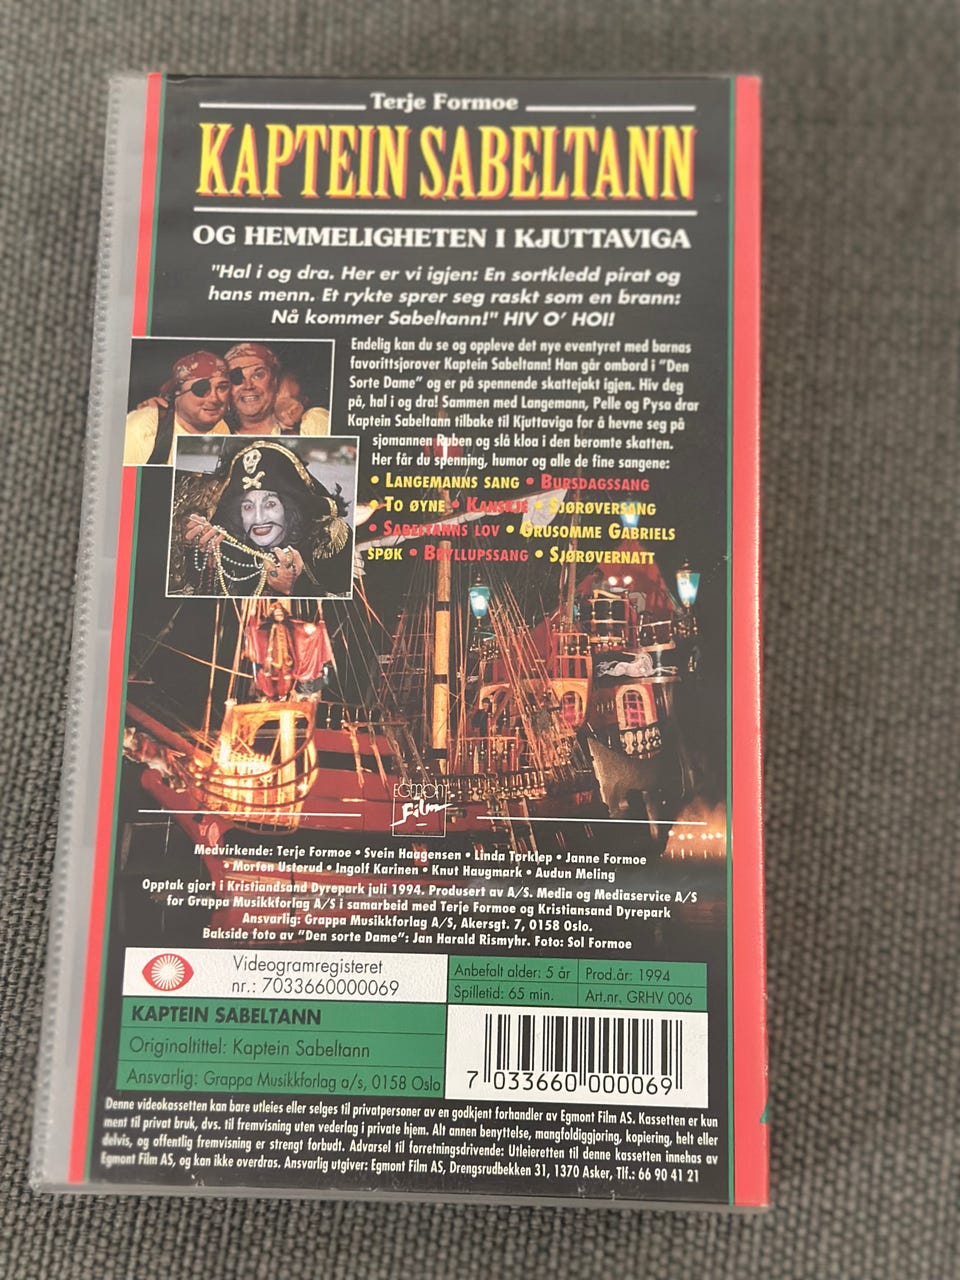 Terje Formoe
KAPTEIN SABELTANN
OG HEMMELIGHETEN I KJUTTAVIGA
"Hal i og dra. Her er vi igjen: En sortkledd pirat og
hans menn. Et rykte sprer seg raskt som en brann:
Nå kommer Sabeltann!" HIV O' HOI!
Endelig kan du se og oppleve det nye eventyret med barnas
favorittsjørøver Kaptein Sabeltann! Han går ombord i "Den
Sorte Dame" og er på spennende skattejakt igjen. Hiv deg
på, hal i og dra! Sammen med Langemann, Pelle og Pysa drar
Kaptein Sabeltann tilbake til Kjuttaviga for å hevne seg på
sjømannen Ruben og slå kloa i den berømte skatten.
Her får du spenning, humor og alle de fine sangene:
• LANGEMANNS SANG • BURSDAGSSANG
• TO ØYNE • KANSKJE • SJØRØVERSANG
• SABELTANNS LOV • GRUSOMME GABRIELS
SPØK • BRYLLUPSSANG • SJØRØVERNATT
EGMONT
Film
Medvirkende: Terje Formoe • Svein Haagensen • Linda Tørklep • Janne Formoe
• Morten Usterud • Ingolf Karinen • Knut Haugmark • Audun Meling
Opptak gjort i Kristiandsand Dyrepark juli 1994. Produsert av A/S. Media og Mediaservice A/S
for Grappa Musikkforlag A/S i samarbeid med Terje Formoe og Kristiansand Dyrepark
Ansvarlig: Grappa Musikkforlag A/S, Akersgt. 7, 0158 Oslo.
Bakside foto av "Den sorte Dame": Jan Harald Rismyhr. Foto: Sol Formoe
Videogramregisteret
nr.: 7033660000069
Anbefalt alder: 5 år
Prod.år: 1994
Spilletid: 65 min.
Art.nr. GRHV 006
KAPTEIN SABELTANN
Originaltittel: Kaptein Sabeltann
Ansvarlig: Grappa Musikkforlag a/s, 0158 Oslo
7 033660 000069
Denne videokassetten kan bare utleies eller selges til privatpersoner av en godkjent forhandler av Egmont Film AS. Kassetten er kun
ment til privat bruk, dvs. til fremvisning uten vederlag i private hjem. Alt annen benyttelse, mangfoldiggjøring, kopiering, helt eller
delvis, og offentlig fremvisning er strengt forbudt. Advarsel til forretningsdrivende: Utleieretten til denne kassetten innehas av
Egmont Film AS, og kan ikke overdras. Ansvarlig utgiver: Egmont Film AS, Drengsrudbekken 31, 1370 Asker, Tlf.: 66 90 41 21